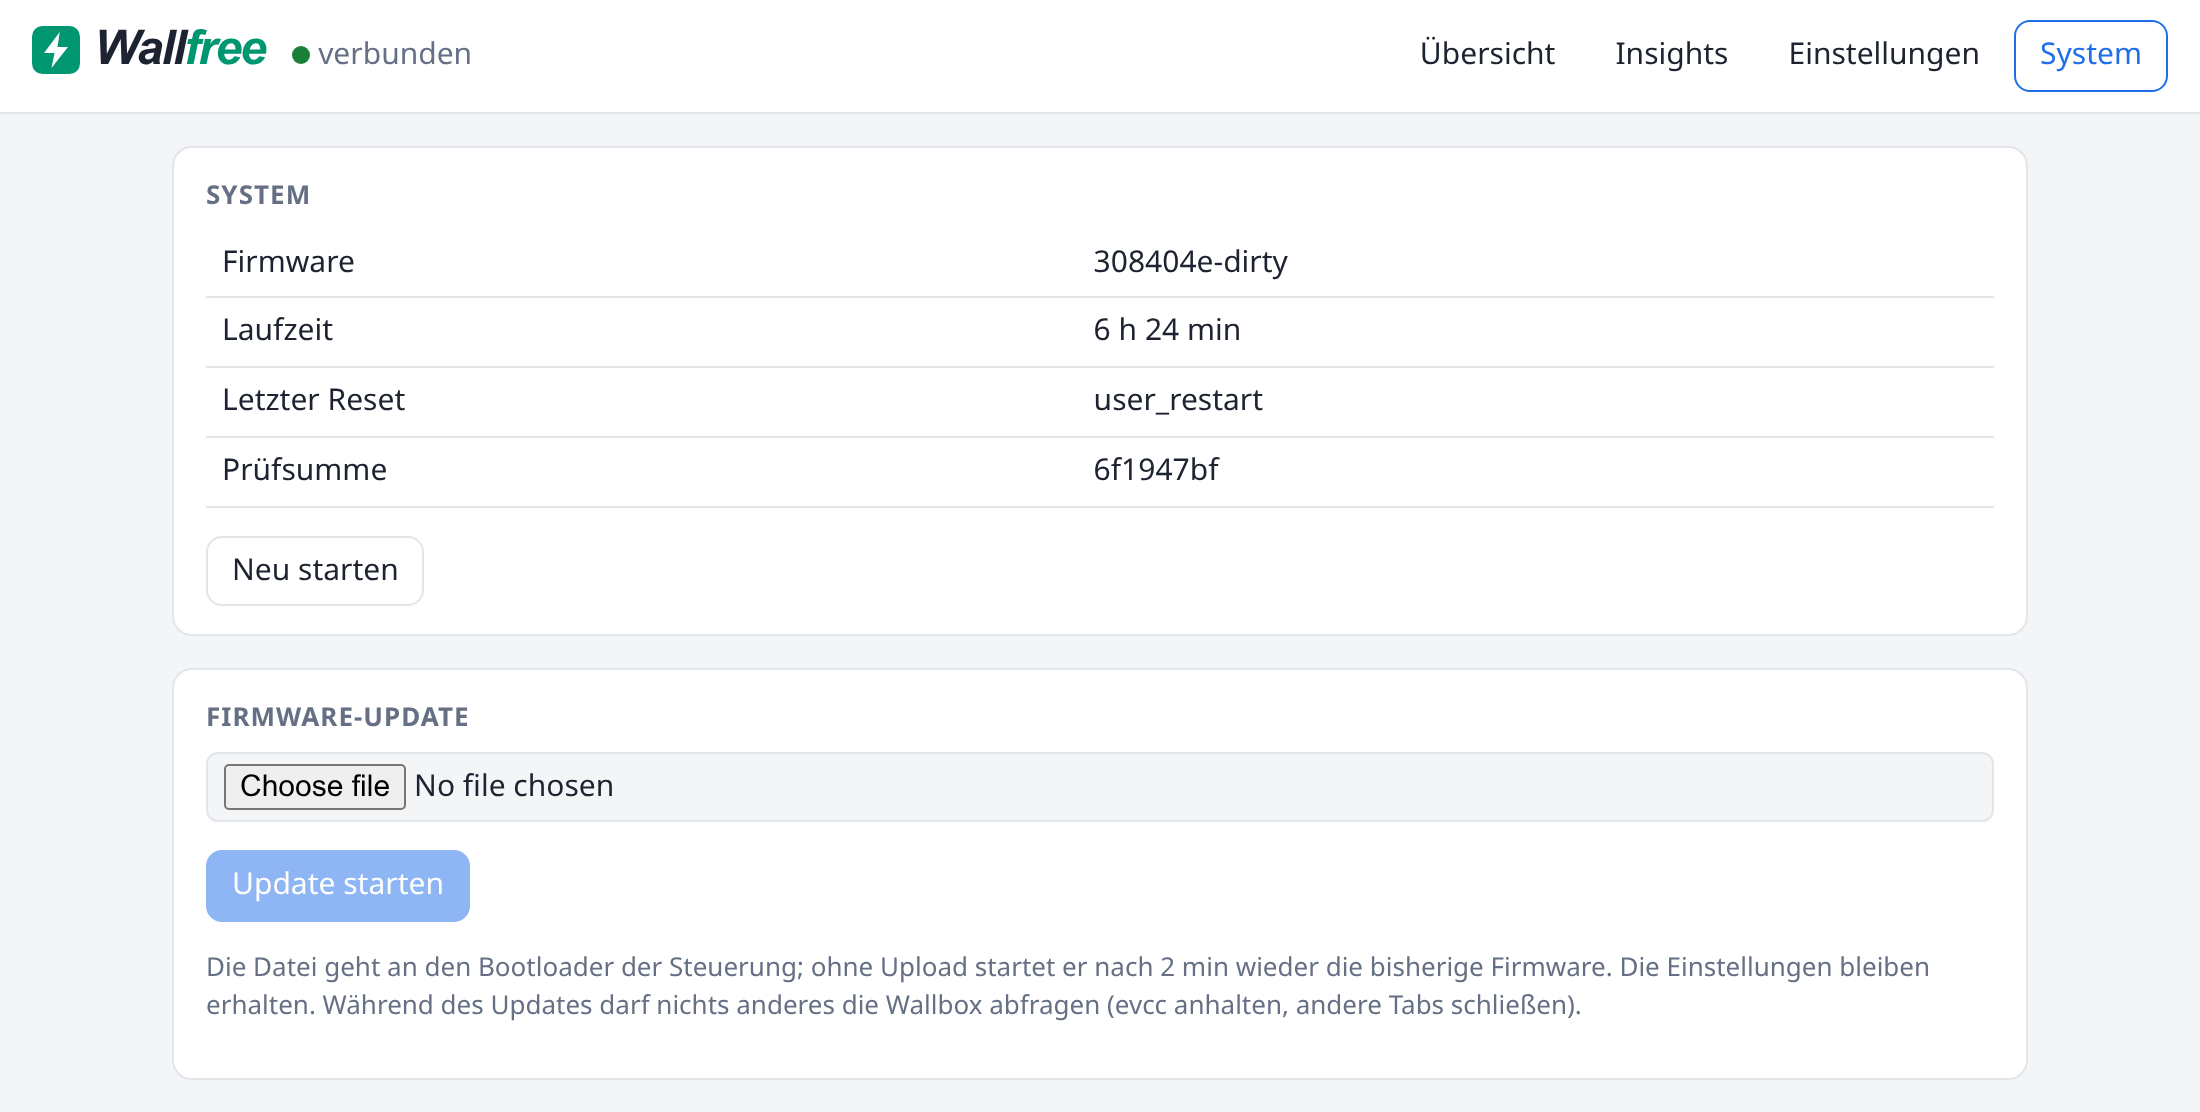 Wallfree verbunden Übersicht Insights Einstellungen System
SYSTEM
Firmware 308404e-dirty
Laufzeit 6 h 24 min
Letzter Reset user_restart
Prüfsumme 6f1947bf
Neu starten
FIRMWARE-UPDATE
Choose file No file chosen
Update starten
Die Datei geht an den Bootloader der Steuerung; ohne Upload startet er nach 2 min wieder die bisherige Firmware. Die Einstellungen bleiben
erhalten. Während des Updates darf nichts anderes die Wallbox abfragen (evcc anhalten, andere Tabs schließen).